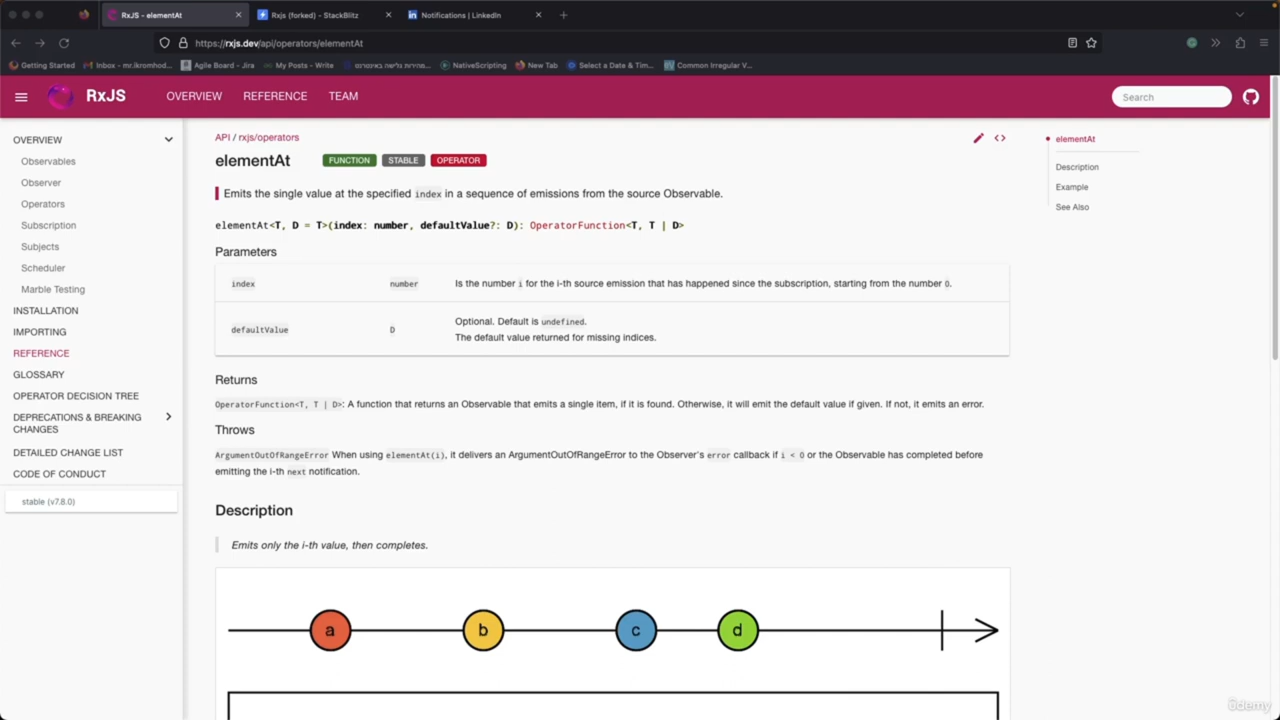 RxJS - elementAt
Rxjs (forked) - StackBlitz
Notifications | LinkedIn
https://rxjs.dev/api/operators/elementAt
Getting Started
Inbox - mr.ikromhod...
Agile Board - Jira
My Posts - Write
NativeScripting
New Tab
Select a Date & Tim...
Common Irregular V...
RxJS
OVERVIEW
REFERENCE
TEAM
Search
OVERVIEW
Observables
Observer
Operators
Subscription
Subjects
Scheduler
Marble Testing
INSTALLATION
IMPORTING
REFERENCE
GLOSSARY
OPERATOR DECISION TREE
DEPRECATIONS & BREAKING
CHANGES
DETAILED CHANGE LIST
CODE OF CONDUCT
stable (v7.8.0)
API / rxjs/operators
elementAt FUNCTION STABLE OPERATOR
Emits the single value at the specified index in a sequence of emissions from the source Observable.
elementAt<T, D = T>(index: number, defaultValue?: D): OperatorFunction<T, T | D>
Parameters
index number Is the number i for the i-th source emission that has happened since the subscription, starting from the number 0.
defaultValue D Optional. Default is undefined.
The default value returned for missing indices.
Returns
OperatorFunction<T, T | D>: A function that returns an Observable that emits a single item, if it is found. Otherwise, it will emit the default value if given. If not, it emits an error.
Throws
ArgumentOutOfRangeError When using elementAt(i), it delivers an ArgumentOutOfRangeError to the Observer's error callback if i < 0 or the Observable has completed before
emitting the i-th next notification.
Description
Emits only the i-th value, then completes.
a b c d
elementAt
Description
Example
See Also
ûdemy